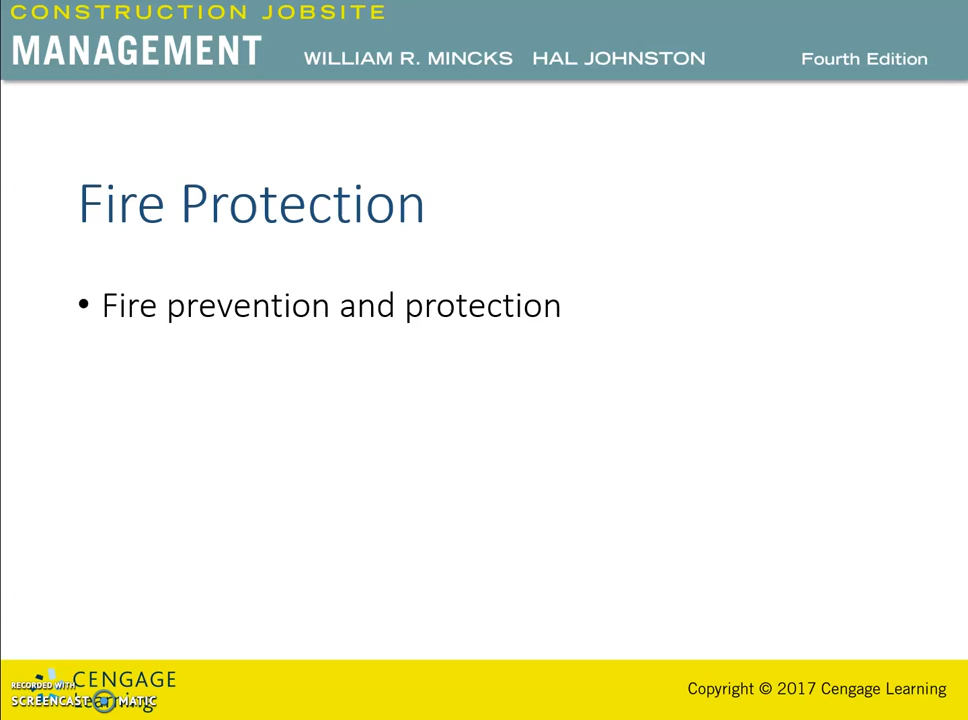 CONSTRUCTION JOBSITE
MANAGEMENT WILLIAM R. MINCKS HAL JOHNSTON Fourth Edition
Fire Protection
• Fire prevention and protection
CENGAGE
Learning
RECORDED WITH
SCREENCAST MATIC
Copyright © 2017 Cengage Learning